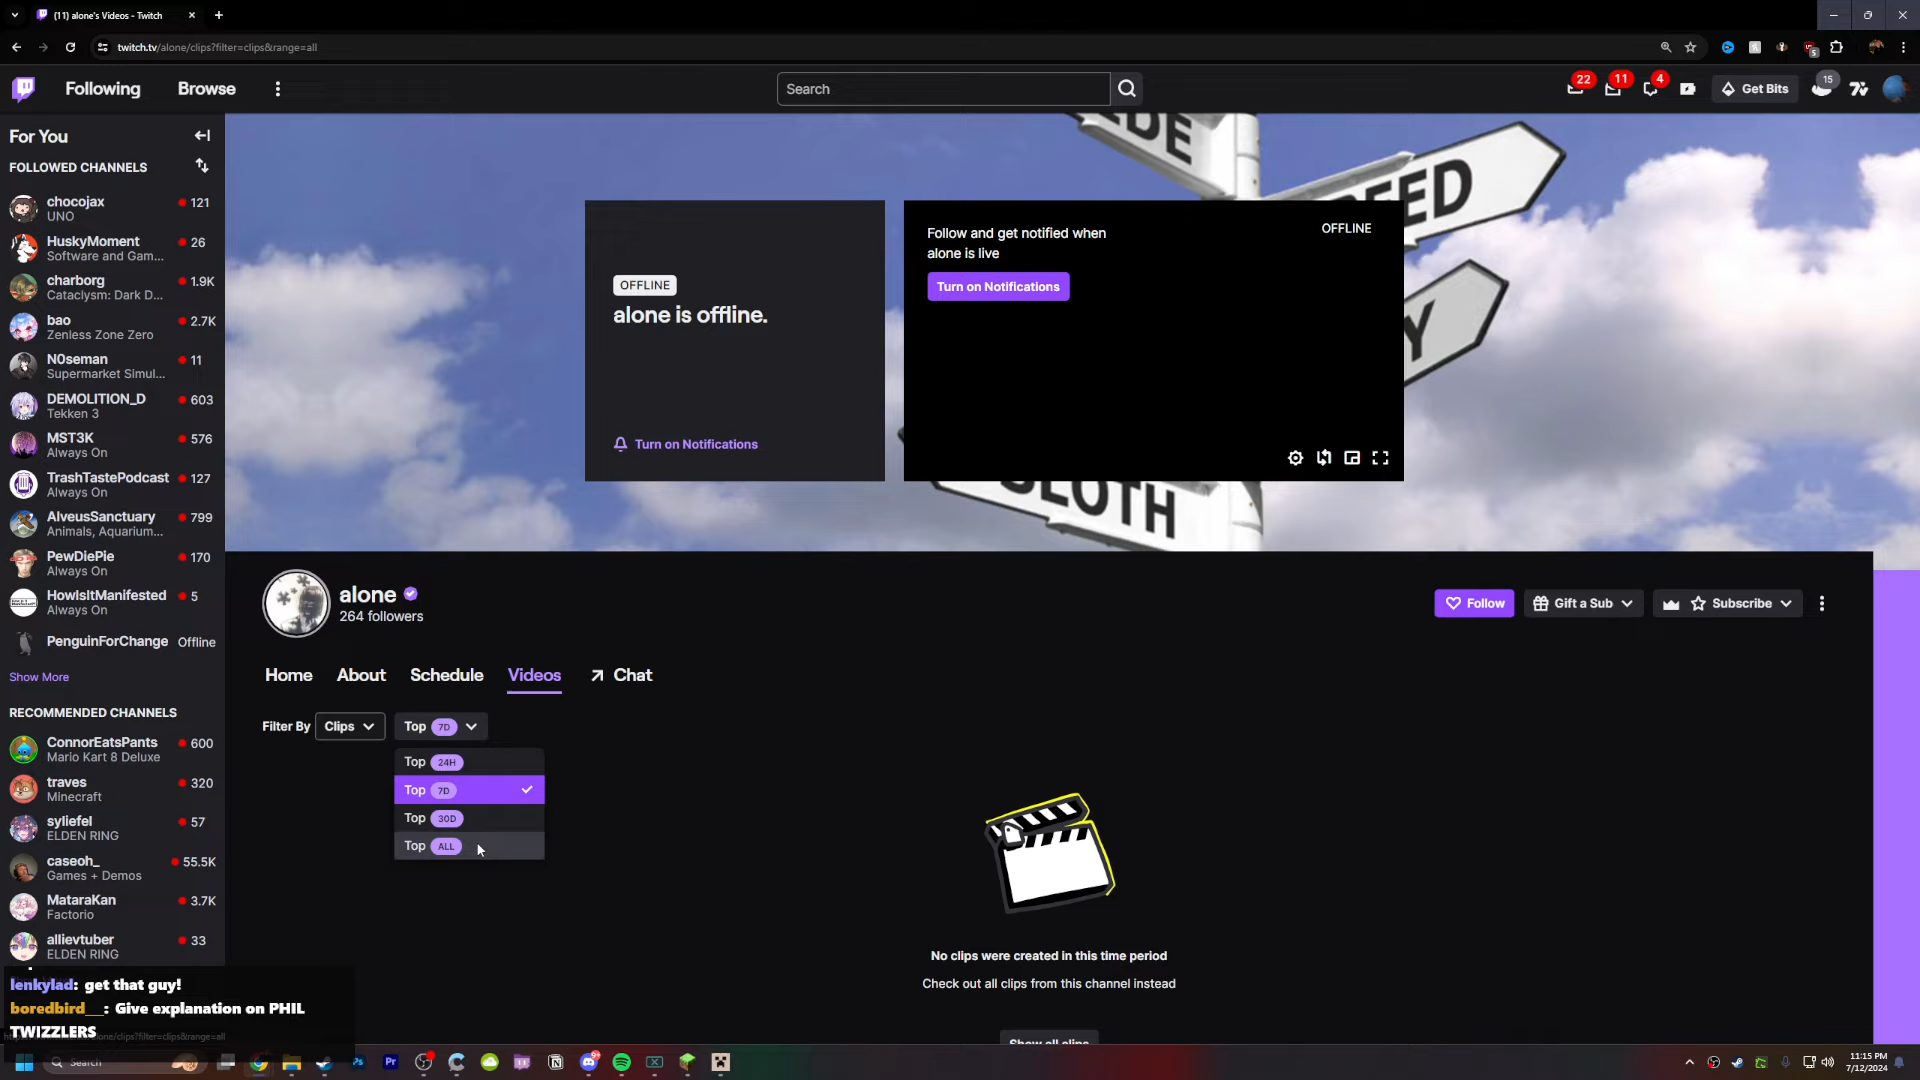 (11) alone's Videos - Twitch
twitch.tv/alone/clips?filter=clips&range=all
Following
Browse
Search
22
11
4
Get Bits
15
For You
FOLLOWED CHANNELS
chocojax
121
UNO
HuskyMoment
26
Software and Gam...
charborg
1.9K
Cataclysm: Dark D...
bao
2.7K
Zenless Zone Zero
N0seman
11
Supermarket Simul...
DEMOLITION_D
603
Tekken 3
MST3K
576
Always On
TrashTastePodcast
127
Always On
AlveusSanctuary
799
Animals, Aquarium...
PewDiePie
170
Always On
HowIsItManifested
5
Always On
PenguinForChange
Offline
Show More
RECOMMENDED CHANNELS
ConnorEatsPants
600
Mario Kart 8 Deluxe
traves
320
Minecraft
syliefel
57
ELDEN RING
caseoh_
55.5K
Games + Demos
MataraKan
3.7K
Factorio
allievtuber
33
ELDEN RING
EDE
EED
Y
SLOTH
OFFLINE
alone is offline.
Turn on Notifications
Follow and get notified when
alone is live
OFFLINE
Turn on Notifications
alone
264 followers
Follow
Gift a Sub
Subscribe
Home
About
Schedule
Videos
Chat
Filter By
Clips
Top 7D
Top 24H
Top 7D
Top 30D
Top ALL
No clips were created in this time period
Check out all clips from this channel instead
Show all clips
lenkylad: get that guy!
boredbird__: Give explanation on PHIL
TWIZZLERS
Search
11:15 PM
7/12/2024